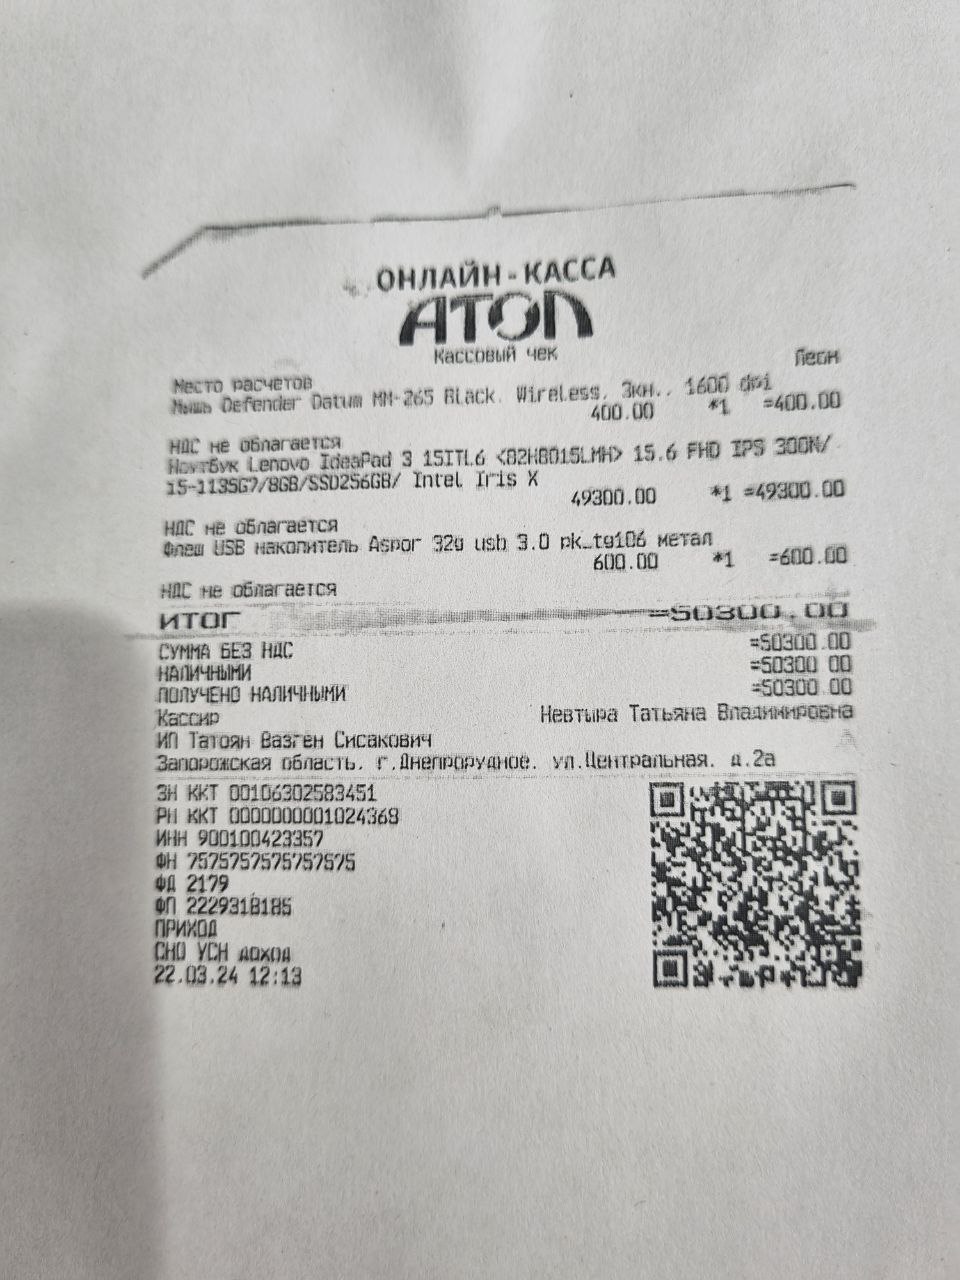 ОНЛАЙН-КАССА
АТОЛ
Кассовый чек
Место расчетов Леон
Мышь Defender Datum MM-265 Black, Wireless, 3кн., 1600 dpi
400.00 *1 =400.00
НДС не облагается
Ноутбук Lenovo IdeaPad 3 15ITL6 <82H8015LMH> 15.6 FHD IPS 300N/
i5-1135G7/8GB/SSD256GB/ Intel Iris X
49300.00 *1 =49300.00
НДС не облагается
Флеш USB накопитель Aspor 32g usb 3.0 pk_tg106 метал
600.00 *1 =600.00
НДС не облагается
ИТОГ =50300.00
СУММА БЕЗ НДС =50300.00
НАЛИЧНЫМИ =50300.00
ПОЛУЧЕНО НАЛИЧНЫМИ =50300.00
Кассир Невтыра Татьяна Владимировна
ИП Татоян Вазген Сисакович
Запорожская область, г.Днепрорудное, ул.Центральная, д.2а
ЗН ККТ 00106302583451
РН ККТ 0000000001024368
ИНН 900100423357
ФН 7575757575757575
ФД 2179
ФП 2229318185
ПРИХОД
СНО УСН доход
22.03.24 12:13